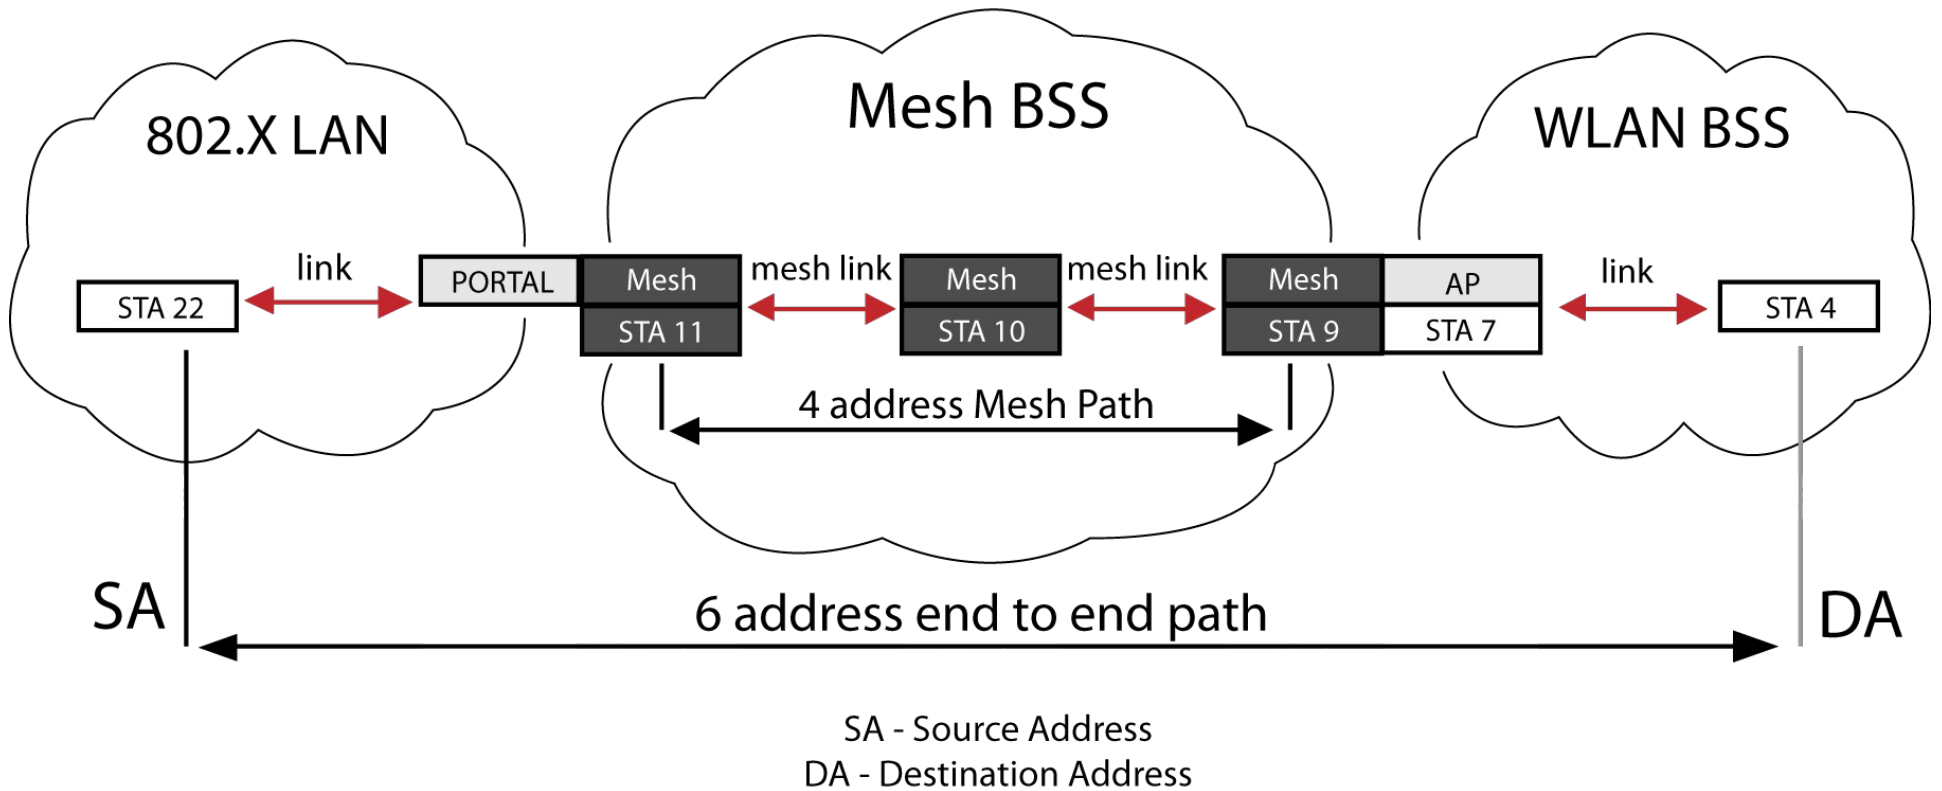 802.X LAN
Mesh BSS
WLAN BSS
STA 22
link
PORTAL
Mesh
STA 11
mesh link
Mesh
STA 10
mesh link
Mesh
STA 9
AP
STA 7
link
STA 4
4 address Mesh Path
SA
6 address end to end path
DA
SA - Source Address
DA - Destination Address